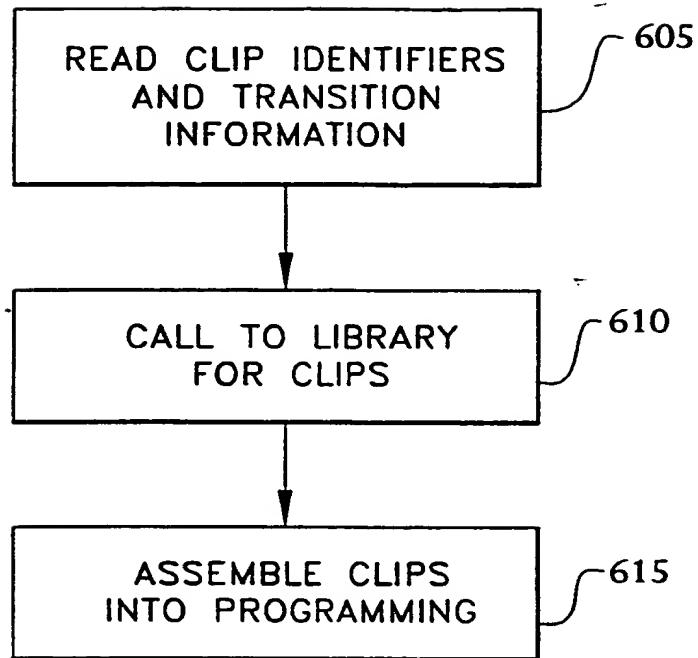 READ CLIP IDENTIFIERS
AND TRANSITION
INFORMATION
605
CALL TO LIBRARY
FOR CLIPS
610
ASSEMBLE CLIPS
INTO PROGRAMMING
615